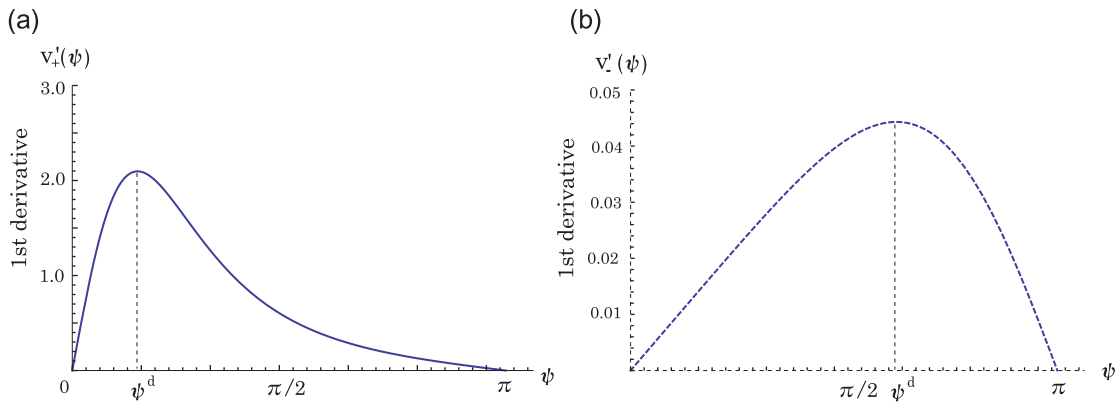 (a)
v₊'(ψ)
3.0
2.0
1.0
0
1st derivative
ψᵈ
π/2
π
ψ
(b)
v₋'(ψ)
0.05
0.04
0.03
0.02
0.01
1st derivative
π/2
ψᵈ
π
ψ